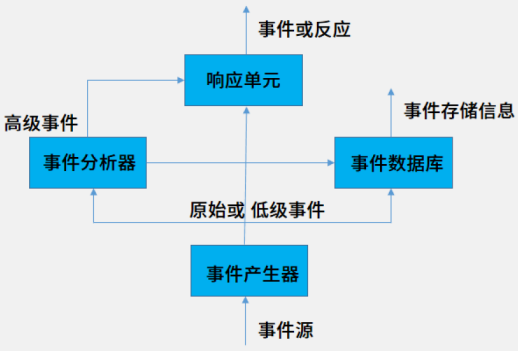 事件或反应
响应单元
高级事件
事件存储信息
事件分析器
事件数据库
原始或 低级事件
事件产生器
事件源